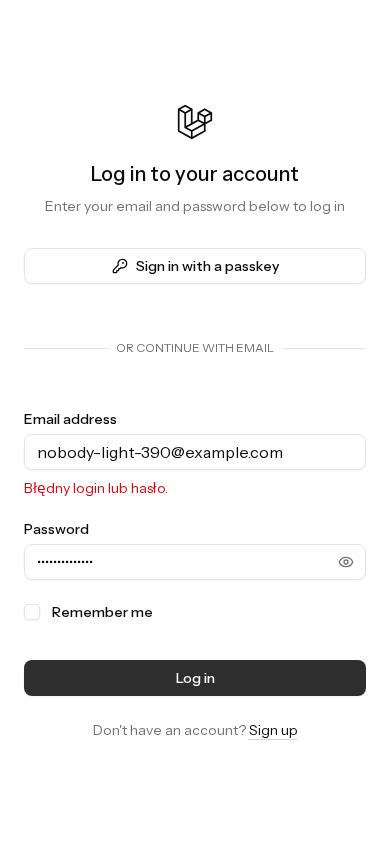 Log in to your account
Enter your email and password below to log in
Sign in with a passkey
OR CONTINUE WITH EMAIL
Email address
nobody-light-390@example.com
Błędny login lub hasło.
Password
••••••••••••••
Remember me
Log in
Don't have an account? Sign up